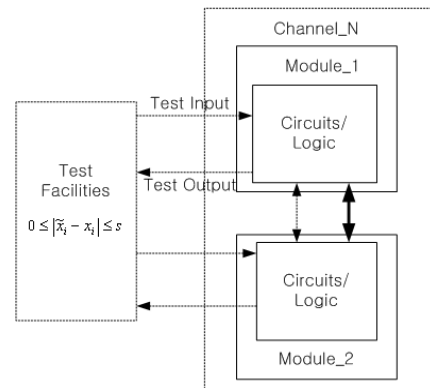 Channel_N
Module_1
Test Input
Circuits/
Logic
Test
Facilities
Test Output
0 ≤ |x̃ᵢ − xᵢ| ≤ s
Circuits/
Logic
Module_2